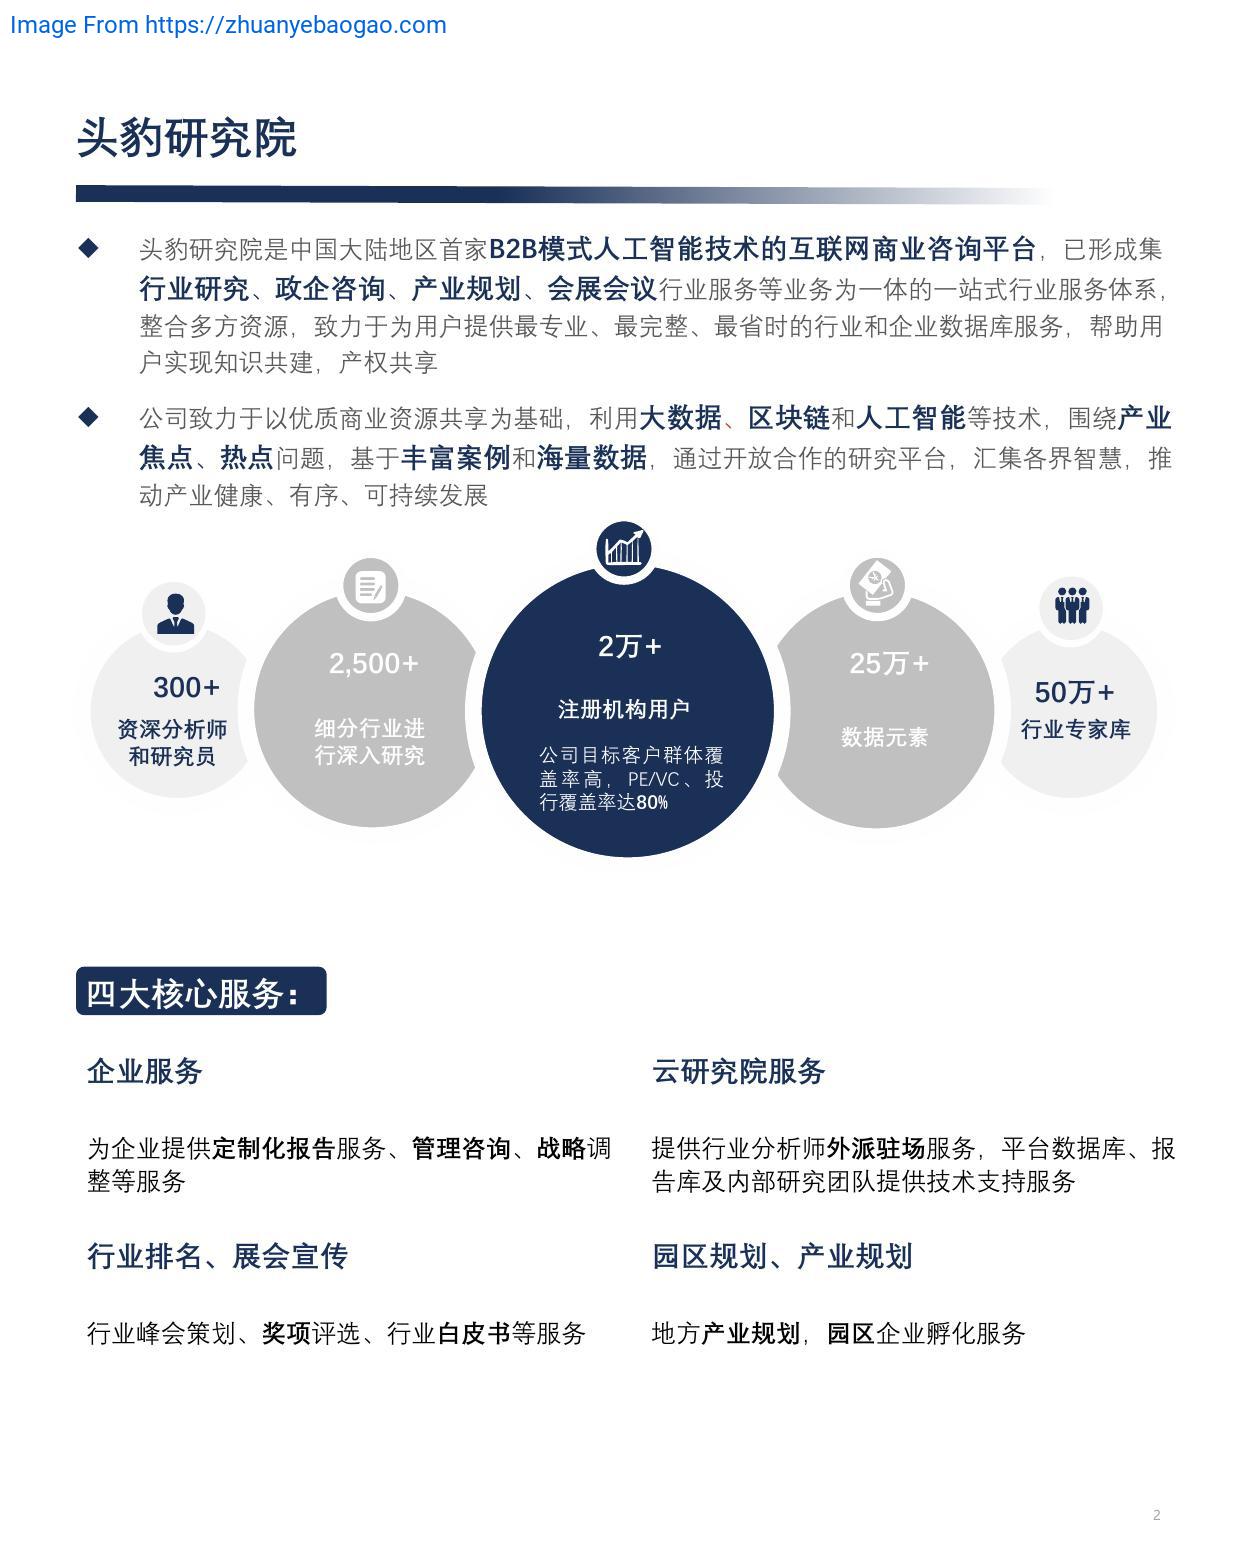 Image From https://zhuanyebaogao.com
头豹研究院
◆ 头豹研究院是中国大陆地区首家B2B模式人工智能技术的互联网商业咨询平台，已形成集
行业研究、政企咨询、产业规划、会展会议行业服务等业务为一体的一站式行业服务体系，
整合多方资源，致力于为用户提供最专业、最完整、最省时的行业和企业数据库服务，帮助用
户实现知识共建，产权共享
◆ 公司致力于以优质商业资源共享为基础，利用大数据、区块链和人工智能等技术，围绕产业
焦点、热点问题，基于丰富案例和海量数据，通过开放合作的研究平台，汇集各界智慧，推
动产业健康、有序、可持续发展
300+
资深分析师
和研究员
2,500+
细分行业进
行深入研究
2万+
注册机构用户
公司目标客户群体覆
盖率高，PE/VC、投
行覆盖率达80%
25万+
数据元素
50万+
行业专家库
四大核心服务：
企业服务
为企业提供定制化报告服务、管理咨询、战略调
整等服务
云研究院服务
提供行业分析师外派驻场服务，平台数据库、报
告库及内部研究团队提供技术支持服务
行业排名、展会宣传
行业峰会策划、奖项评选、行业白皮书等服务
园区规划、产业规划
地方产业规划，园区企业孵化服务
2